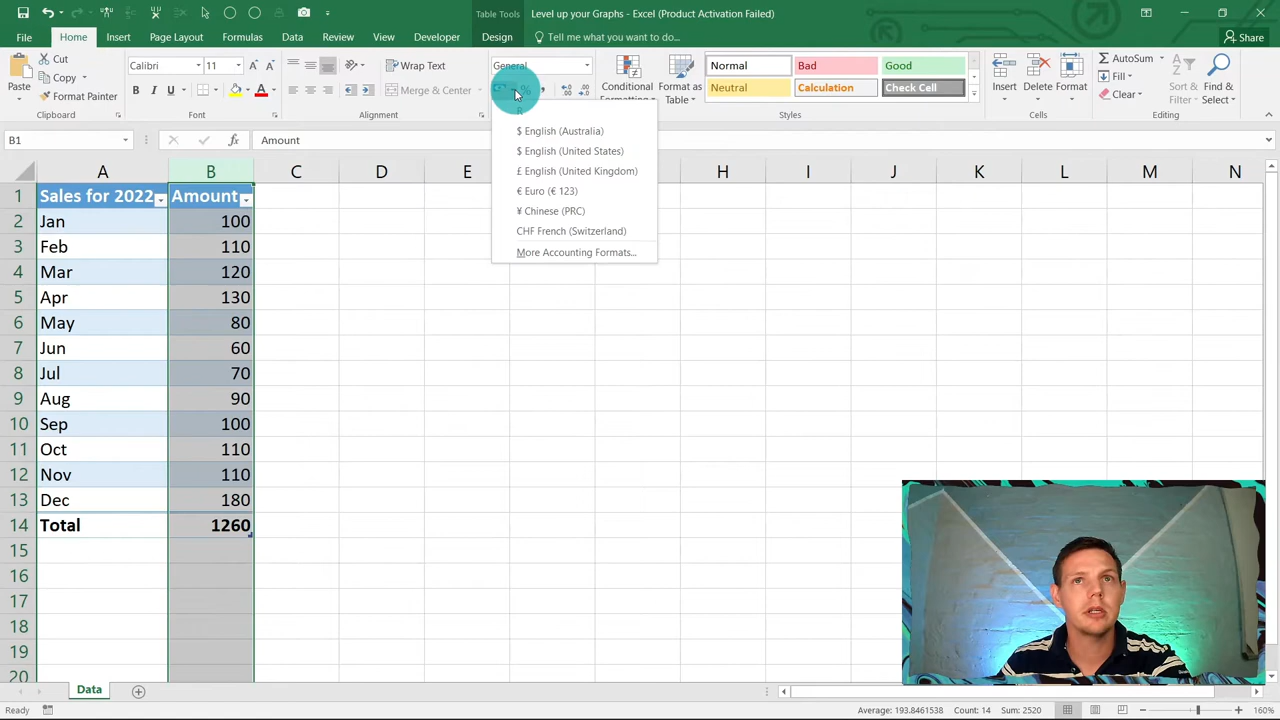 Table Tools
Level up your Graphs - Excel (Product Activation Failed)
File
Home
Insert
Page Layout
Formulas
Data
Review
View
Developer
Design
Tell me what you want to do...
Share
Paste
Cut
Copy
Format Painter
Clipboard
Calibri
11
B I U
Font
Wrap Text
Merge & Center
Alignment
General
%
Conditional
Formatting
Format as
Table
Normal
Bad
Good
Neutral
Calculation
Check Cell
Styles
Insert
Delete
Format
Cells
AutoSum
Fill
Clear
Sort &
Filter
Find &
Select
Editing
R
$ English (Australia)
$ English (United States)
£ English (United Kingdom)
€ Euro (€ 123)
¥ Chinese (PRC)
CHF French (Switzerland)
More Accounting Formats...
B1
fx
Amount
A B C D E H I J K L M N
1 Sales for 2022 Amount
2 Jan 100
3 Feb 110
4 Mar 120
5 Apr 130
6 May 80
7 Jun 60
8 Jul 70
9 Aug 90
10 Sep 100
11 Oct 110
12 Nov 110
13 Dec 180
14 Total 1260
15
16
17
18
19
20
Data
Average: 193.8461538 Count: 14 Sum: 2520
160%